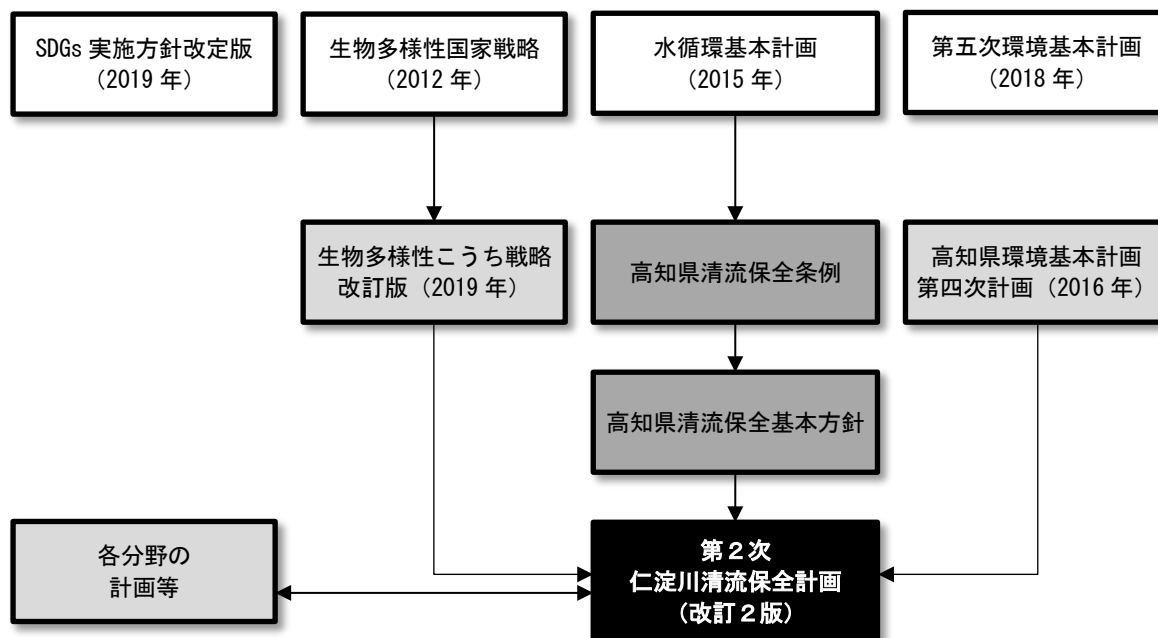 SDGs 実施方針改定版
（2019 年）
生物多様性国家戦略
（2012 年）
水循環基本計画
（2015 年）
第五次環境基本計画
（2018 年）
生物多様性こうち戦略
改訂版（2019 年）
高知県清流保全条例
高知県環境基本計画
第四次計画（2016 年）
高知県清流保全基本方針
各分野の
計画等
第２次
仁淀川清流保全計画
（改訂２版）